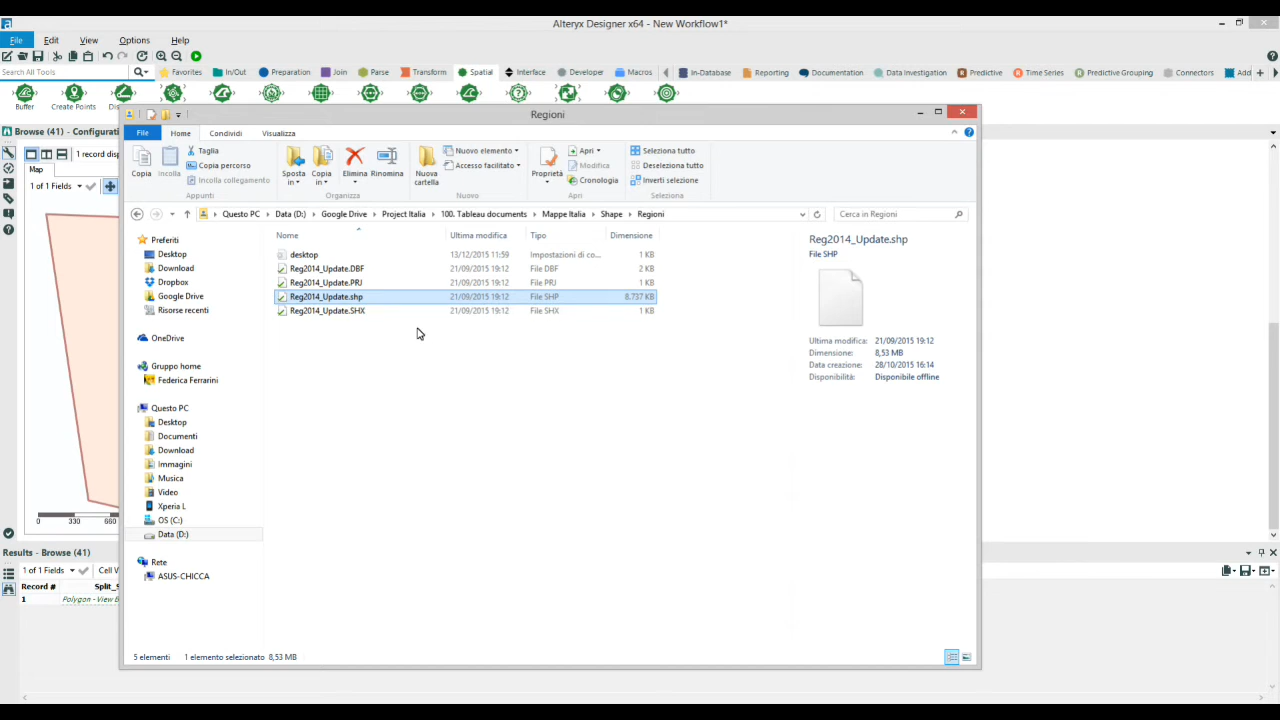 Alteryx Designer x64 - New Workflow1*
File Edit View Options Help
Search All Tools Favorites In/Out Preparation Join Parse Transform Spatial Interface Developer Macros In-Database Reporting Documentation Data Investigation Predictive Time Series Predictive Grouping Connectors Add
Buffer Create Points Dis
Browse (41) - Configurati
1 record disp
Map
1 of 1 Fields
0 330 660
Results - Browse (41)
1 of 1 Fields Cell V
Record # Split_S
1 Polygon - View B
Regioni
File Home Condividi Visualizza
Copia
Incolla
Taglia
Copia percorso
Incolla collegamento
Appunti
Sposta in
Copia in
Elimina
Rinomina
Organizza
Nuova cartella
Nuovo elemento
Accesso facilitato
Nuovo
Proprietà
Apri
Modifica
Cronologia
Apri
Seleziona tutto
Deseleziona tutto
Inverti selezione
Seleziona
Questo PC Data (D:) Google Drive Project Italia 100. Tableau documents Mappe Italia Shape Regioni
Cerca in Regioni
Preferiti
Desktop
Download
Dropbox
Google Drive
Risorse recenti
OneDrive
Gruppo home
Federica Ferrarini
Questo PC
Desktop
Documenti
Download
Immagini
Musica
Video
Xperia L
OS (C:)
Data (D:)
Rete
ASUS-CHICCA
Nome Ultima modifica Tipo Dimensione
desktop 13/12/2015 11:59 Impostazioni di co... 1 KB
Reg2014_Update.DBF 21/09/2015 19:12 File DBF 2 KB
Reg2014_Update.PRJ 21/09/2015 19:12 File PRJ 1 KB
Reg2014_Update.shp 21/09/2015 19:12 File SHP 8.737 KB
Reg2014_Update.SHX 21/09/2015 19:12 File SHX 1 KB
Reg2014_Update.shp
File SHP
Ultima modifica: 21/09/2015 19:12
Dimensione: 8,53 MB
Data creazione: 28/10/2015 16:14
Disponibilità: Disponibile offline
5 elementi 1 elemento selezionato 8,53 MB